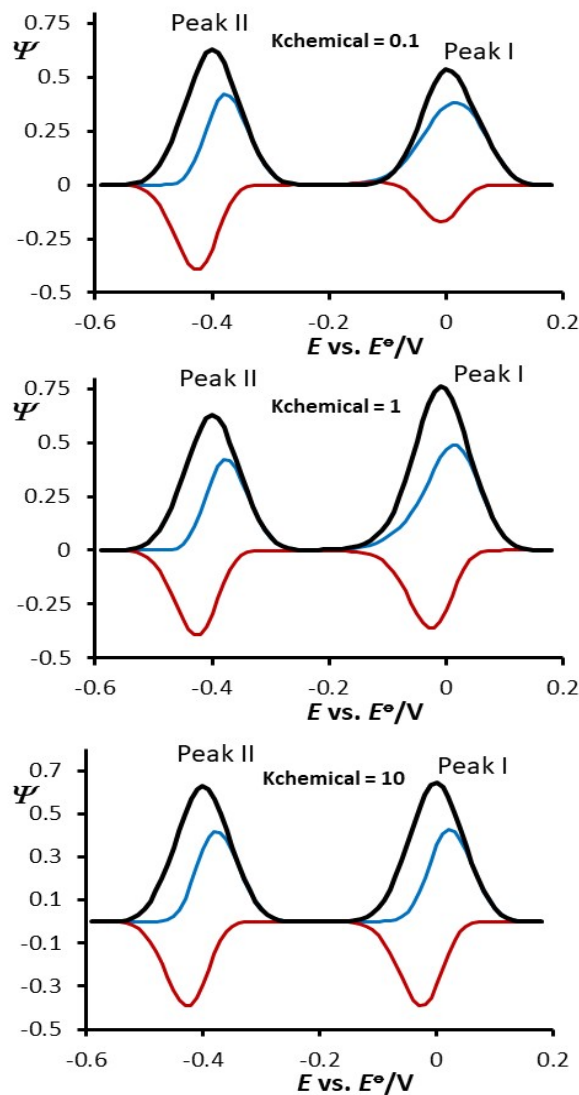 0.75
Peak II
Ψ
Kchemical = 0.1
Peak I
0.5
0.25
0
-0.25
-0.5
-0.6 -0.4 -0.2 0 0.2
E vs. E⦵/V
0.75
Peak II
Peak I
Ψ
Kchemical = 1
0.5
0.25
0
-0.25
-0.5
-0.6 -0.4 -0.2 0 0.2
E vs. E⦵/V
Peak II
Peak I
Ψ
0.7
Kchemical = 10
0.5
0.3
0.1
-0.1
-0.3
-0.5
-0.6 -0.4 -0.2 0 0.2
E vs. E⦵/V